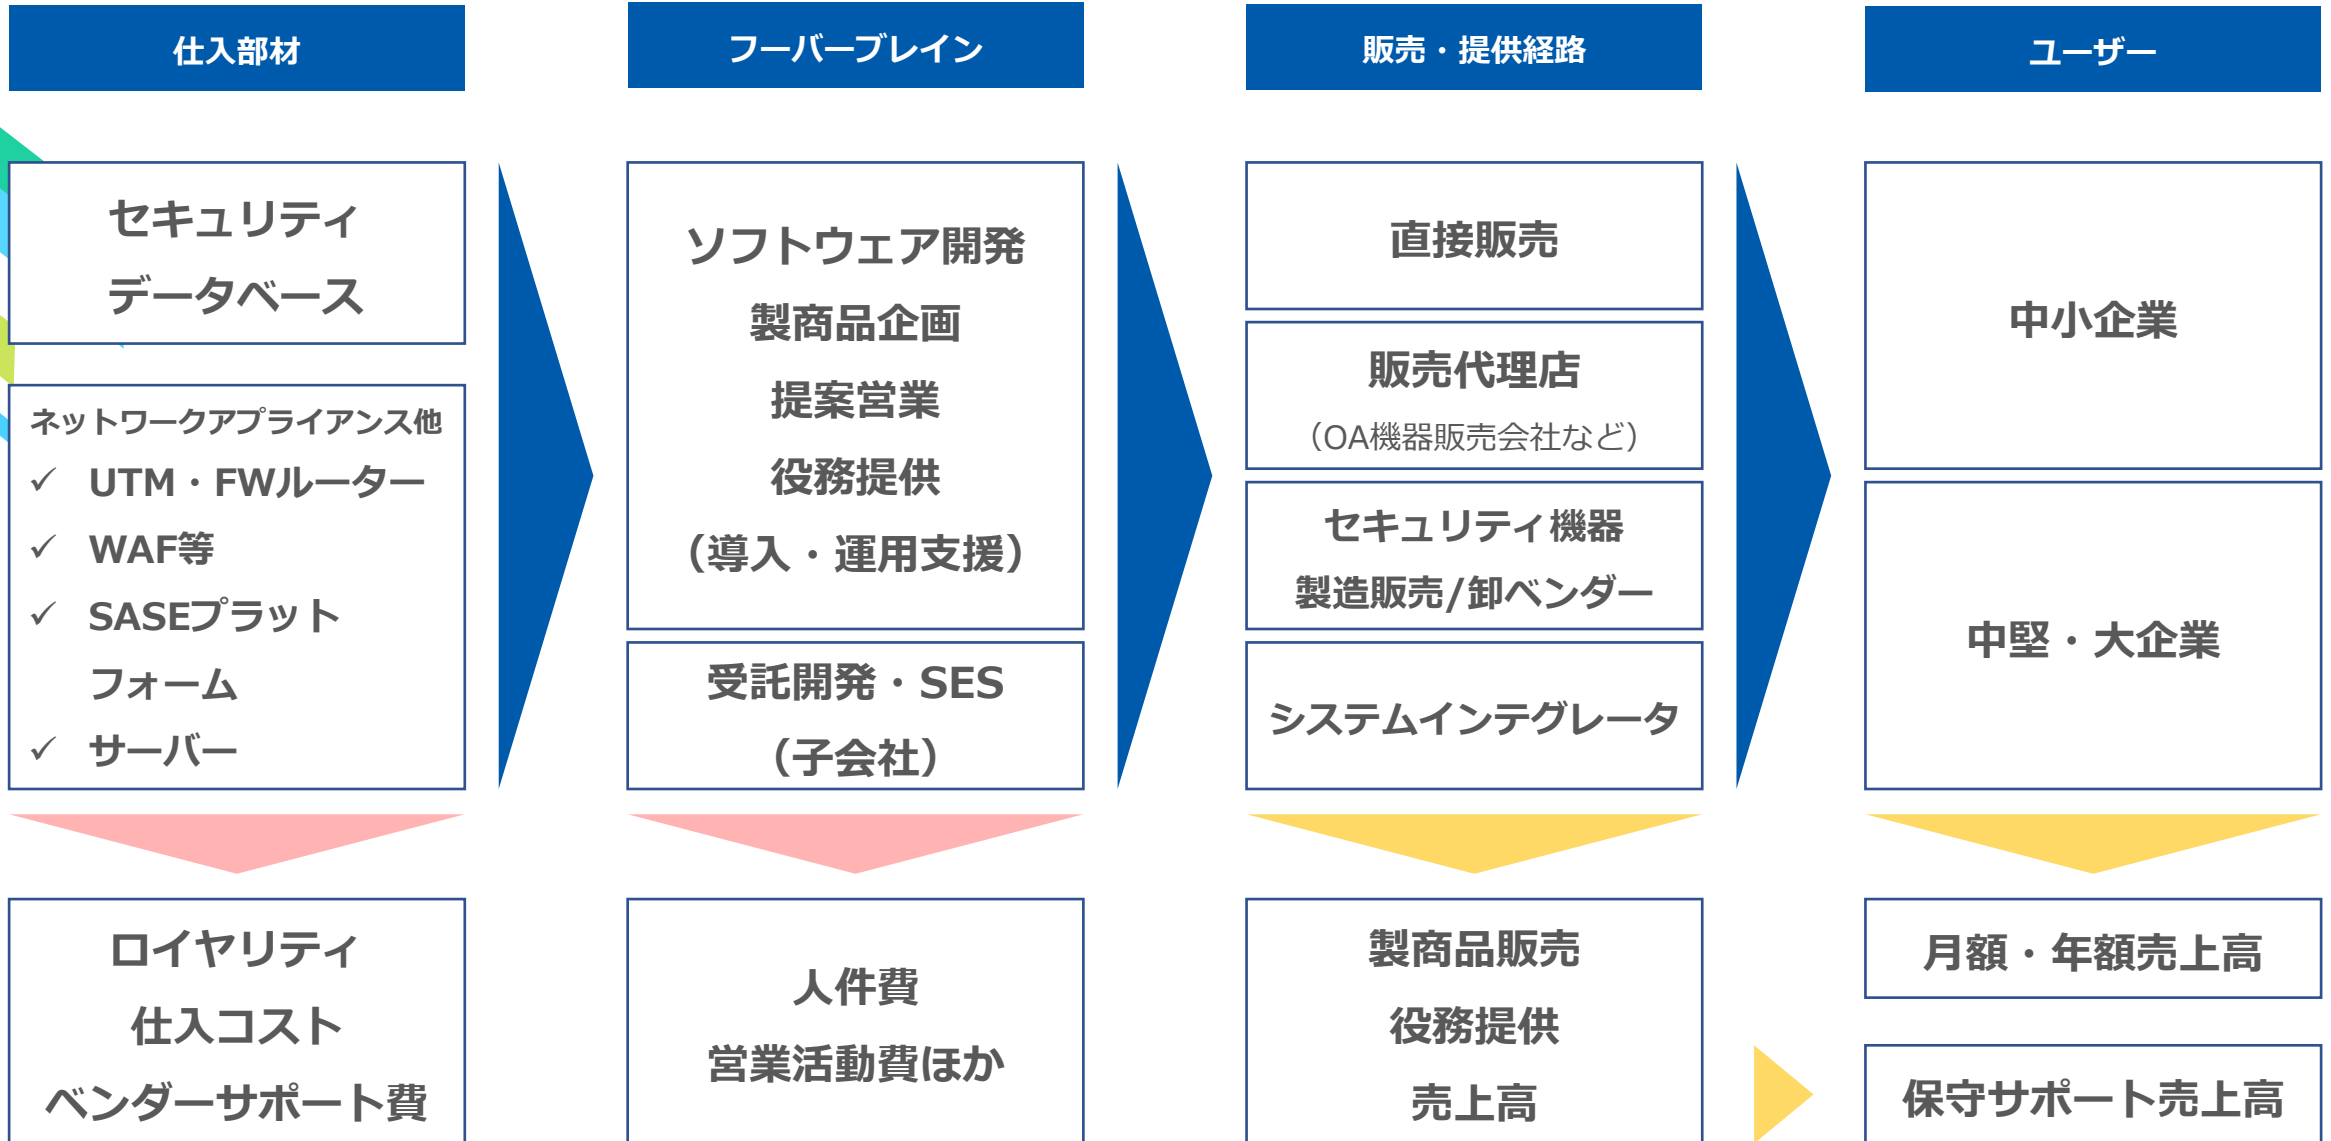 仕入部材
フーバーブレイン
販売・提供経路
ユーザー
セキュリティ
データベース
ネットワークアプライアンス他
✓ UTM・FWルーター
✓ WAF等
✓ SASEプラット
フォーム
✓ サーバー
ソフトウェア開発
製商品企画
提案営業
役務提供
（導入・運用支援）
受託開発・SES
（子会社）
直接販売
販売代理店
（OA機器販売会社など）
セキュリティ機器
製造販売/卸ベンダー
システムインテグレータ
中小企業
中堅・大企業
ロイヤリティ
仕入コスト
ベンダーサポート費
人件費
営業活動費ほか
製商品販売
役務提供
売上高
月額・年額売上高
保守サポート売上高